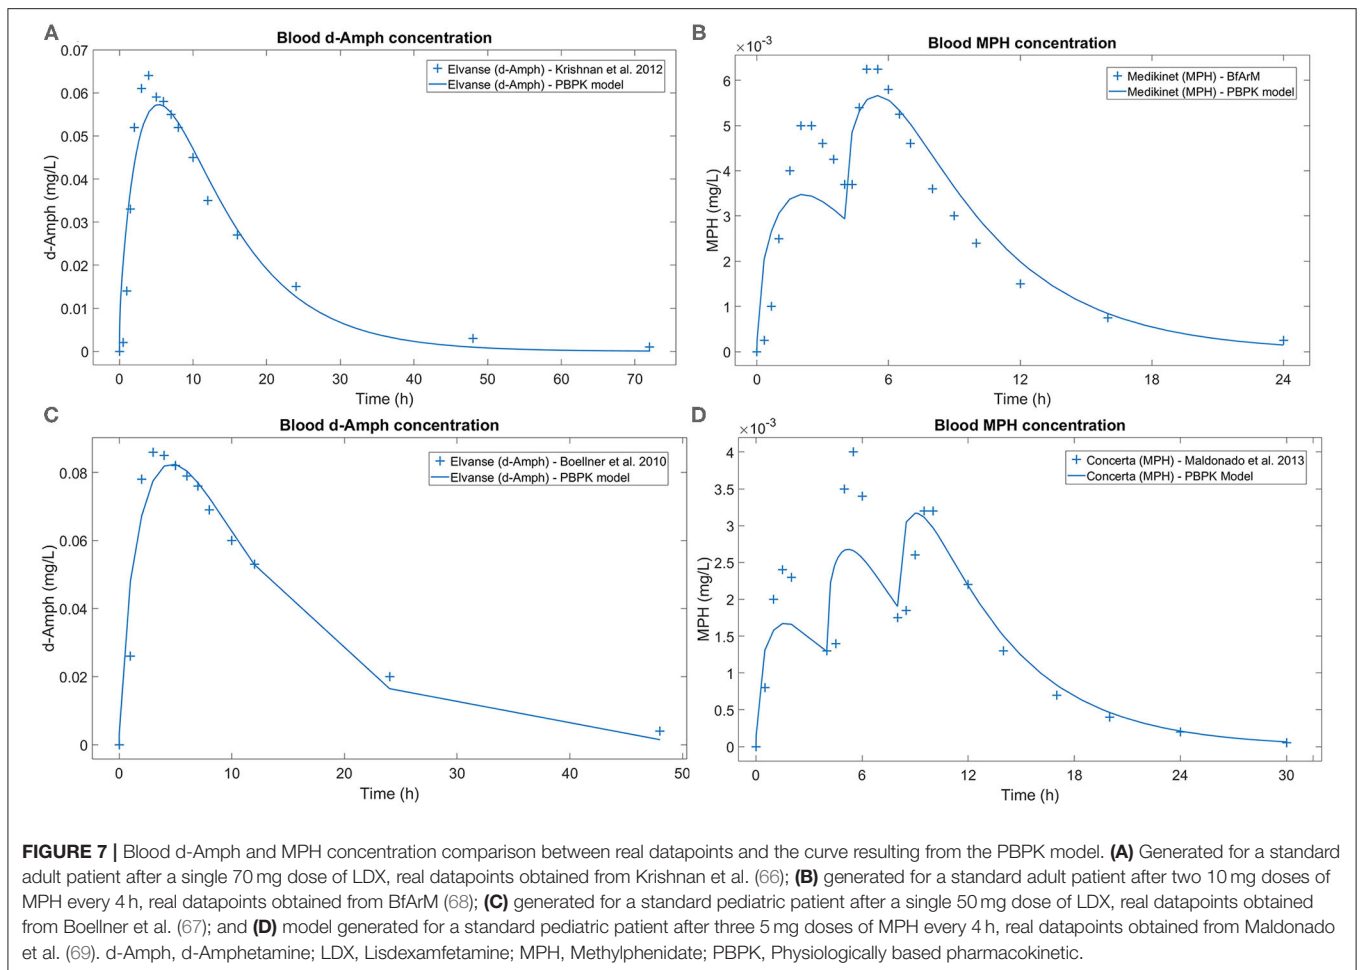 A
Blood d-Amph concentration
0.07
0.06
0.05
0.04
0.03
0.02
0.01
0
d-Amph (mg/L)
Elvanse (d-Amph) - Krishnan et al. 2012
Elvanse (d-Amph) - PBPK model
0 10 20 30 40 50 60 70
Time (h)
B
Blood MPH concentration
×10-3
6
5
4
3
2
1
0
MPH (mg/L)
Medikinet (MPH) - BfArM
Medikinet (MPH) - PBPK model
0 6 12 18 24
Time (h)
C
Blood d-Amph concentration
0.08
0.06
0.04
0.02
0
d-Amph (mg/L)
Elvanse (d-Amph) - Boellner et al. 2010
Elvanse (d-Amph) - PBPK model
0 10 20 30 40 50
Time (h)
D
Blood MPH concentration
×10-3
4
3.5
3
2.5
2
1.5
1
0.5
0
MPH (mg/L)
Concerta (MPH) - Maldonado et al. 2013
Concerta (MPH) - PBPK Model
0 6 12 18 24 30
Time (h)
FIGURE 7 | Blood d-Amph and MPH concentration comparison between real datapoints and the curve resulting from the PBPK model. (A) Generated for a standard
adult patient after a single 70 mg dose of LDX, real datapoints obtained from Krishnan et al. (66); (B) generated for a standard adult patient after two 10 mg doses of
MPH every 4 h, real datapoints obtained from BfArM (68); (C) generated for a standard pediatric patient after a single 50 mg dose of LDX, real datapoints obtained
from Boellner et al. (67); and (D) model generated for a standard pediatric patient after three 5 mg doses of MPH every 4 h, real datapoints obtained from Maldonado
et al. (69). d-Amph, d-Amphetamine; LDX, Lisdexamfetamine; MPH, Methylphenidate; PBPK, Physiologically based pharmacokinetic.